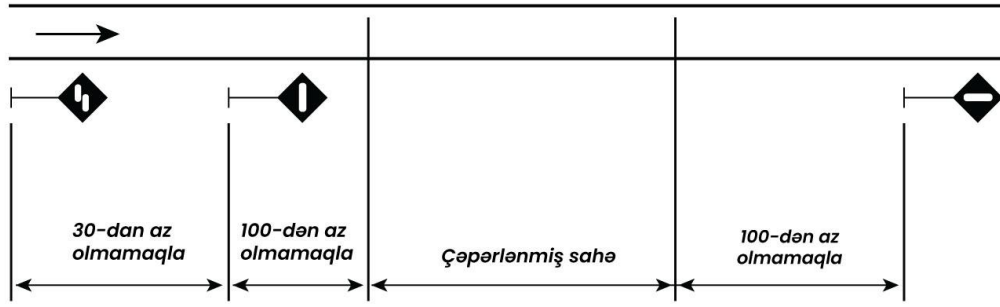 30-dan az
olmamaqla
100-dən az
olmamaqla
Çəpərlənmiş sahə
100-dən az
olmamaqla